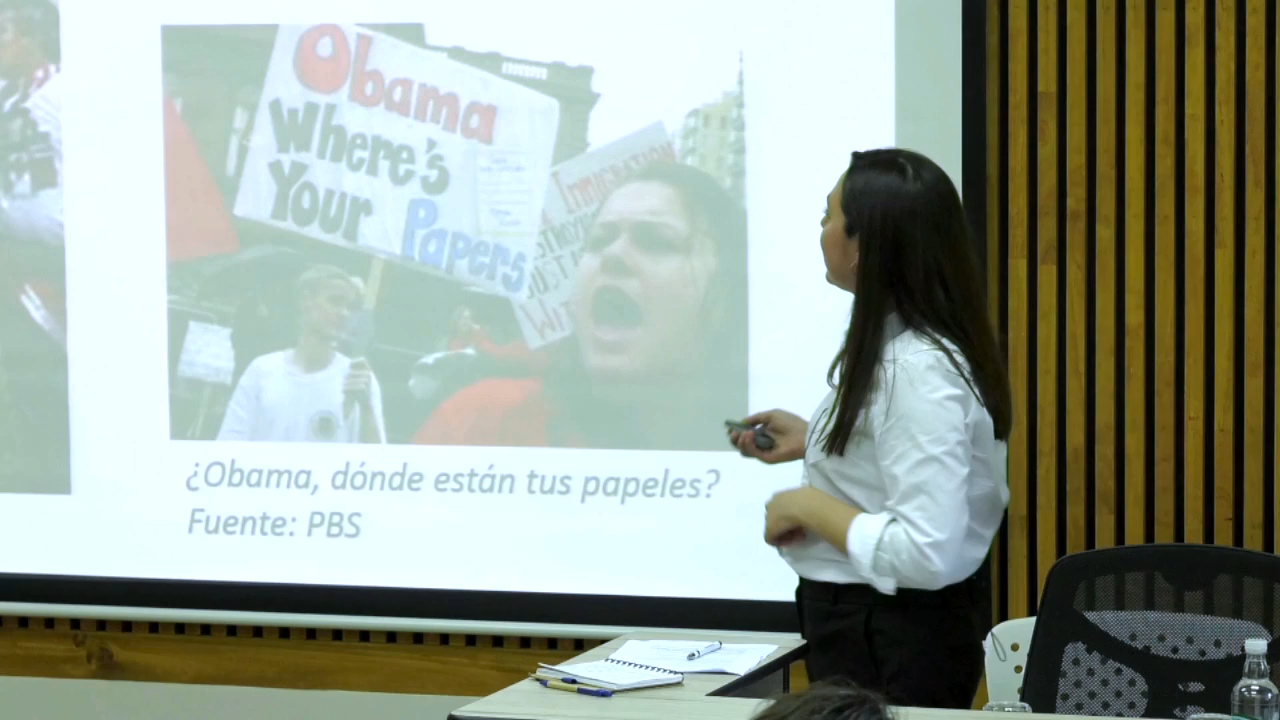 Obama
Where's
Your Papers
IMMIGRATION
¿Obama, dónde están tus papeles?
Fuente: PBS